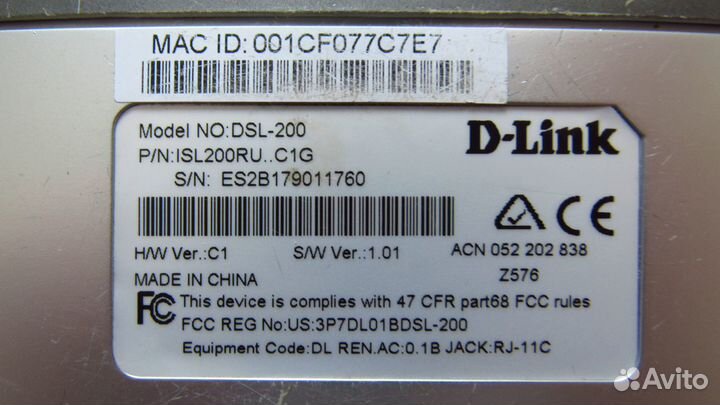 MAC ID: 001CF077C7E7
Model NO:DSL-200
D-Link
P/N:ISL200RU..C1G
S/N: ES2B179011760
H/W Ver.:C1 S/W Ver.:1.01 ACN 052 202 838
MADE IN CHINA Z576
FC This device is complies with 47 CFR part68 FCC rules
FCC REG No:US:3P7DL01BDSL-200
Equipment Code:DL REN.AC:0.1B JACK:RJ-11C
Avito